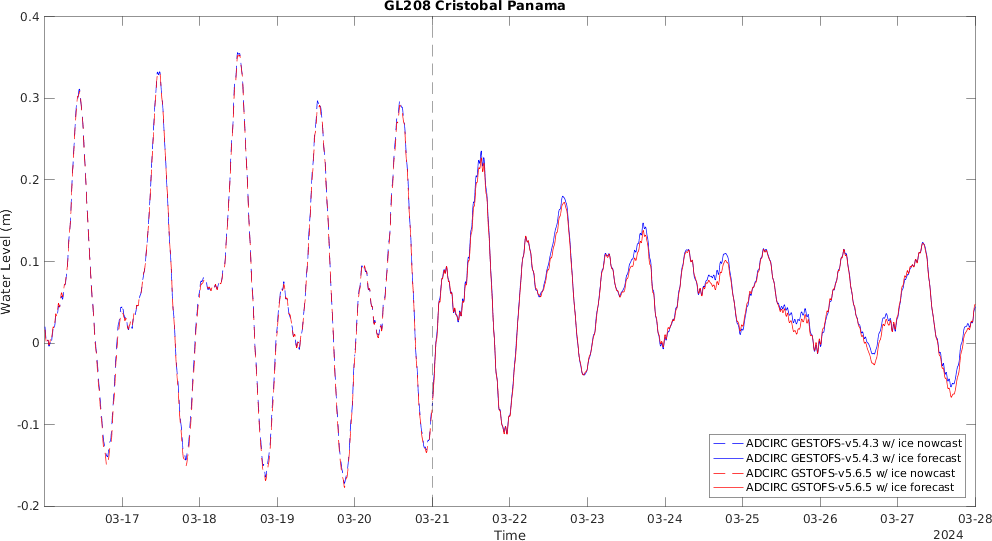 GL208 Cristobal Panama
0.4
0.3
0.2
0.1
0
-0.1
-0.2
Water Level (m)
03-17
03-18
03-19
03-20
03-21
03-22
03-23
03-24
03-25
03-26
03-27
03-28
Time
2024
ADCIRC GESTOFS-v5.4.3 w/ ice nowcast
ADCIRC GESTOFS-v5.4.3 w/ ice forecast
ADCIRC GSTOFS-v5.6.5 w/ ice nowcast
ADCIRC GSTOFS-v5.6.5 w/ ice forecast